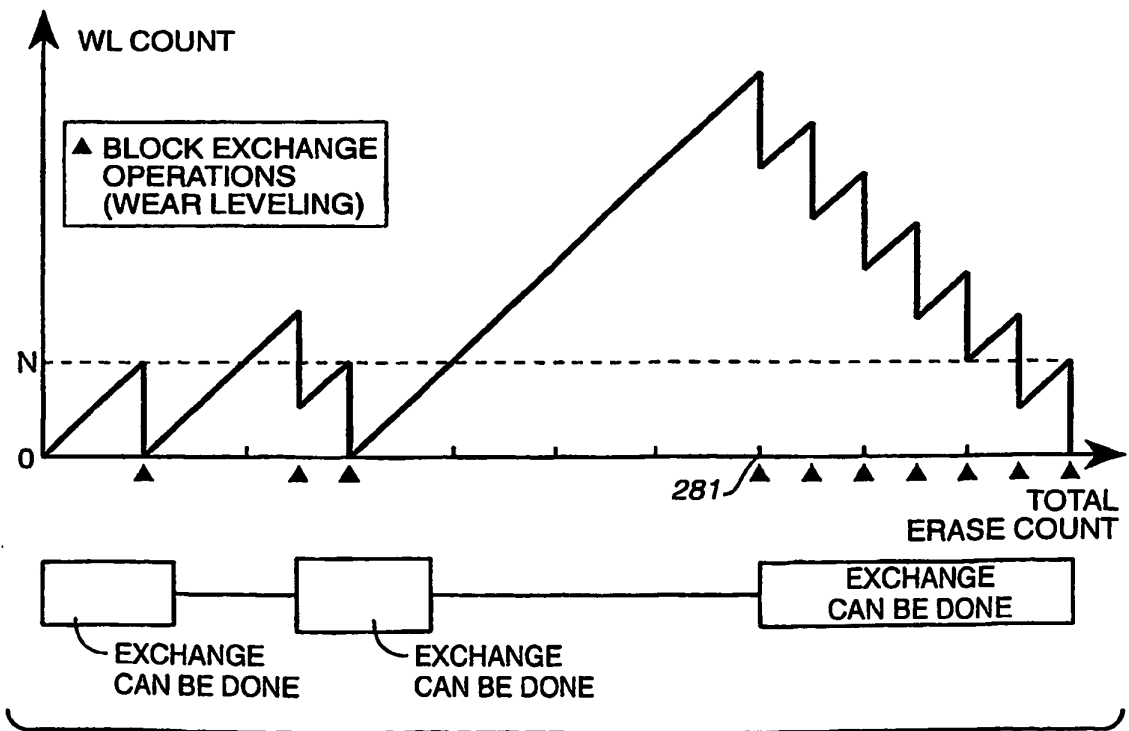 WL COUNT
▲ BLOCK EXCHANGE
OPERATIONS
(WEAR LEVELING)
N
0
281
TOTAL
ERASE COUNT
EXCHANGE
CAN BE DONE
EXCHANGE
CAN BE DONE
EXCHANGE
CAN BE DONE